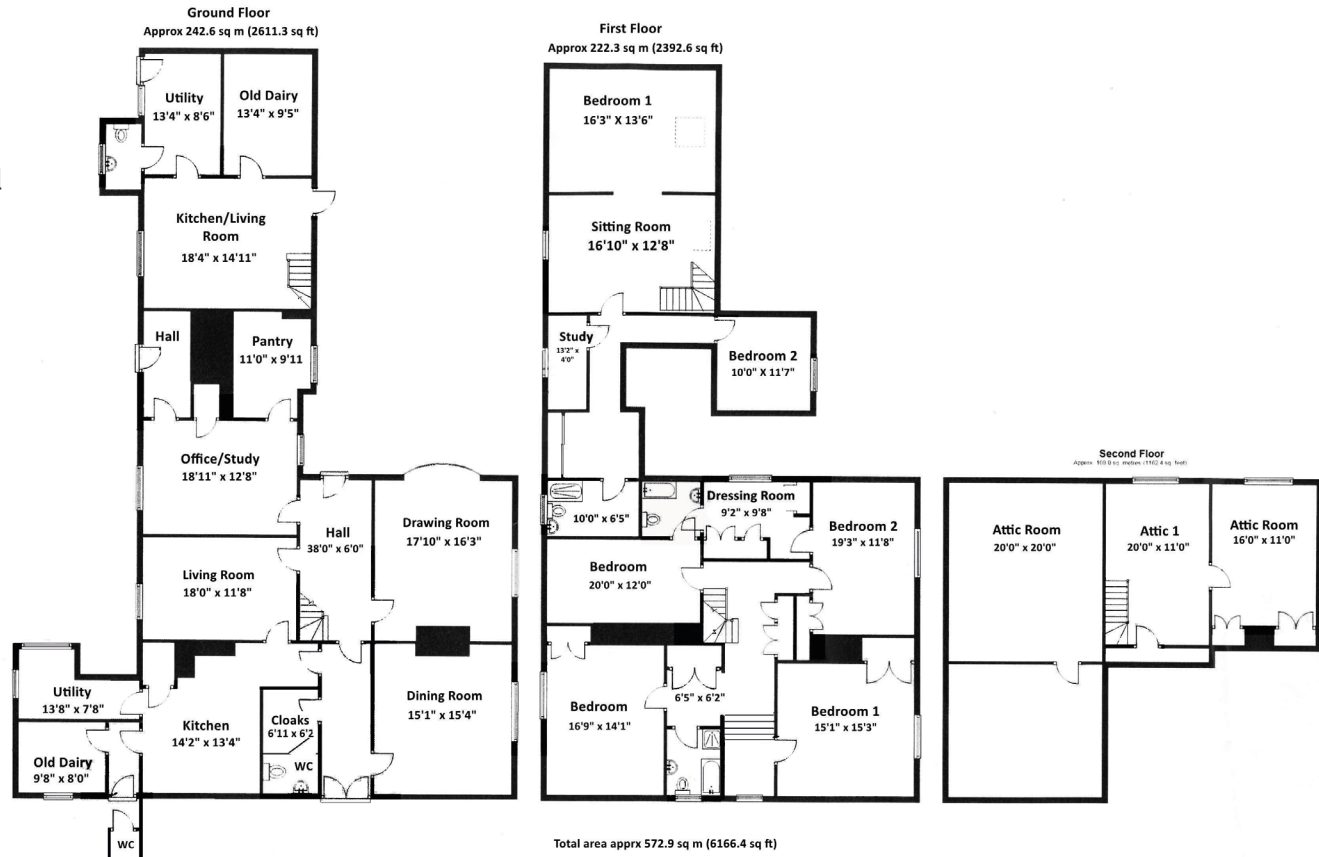 Ground Floor
Approx 242.6 sq m (2611.3 sq ft)
Utility
13'4" x 8'6"
Old Dairy
13'4" x 9'5"
Kitchen/Living
Room
18'4" x 14'11"
Hall
Pantry
11'0" x 9'11
Office/Study
18'11" x 12'8"
Hall
38'0" x 6'0"
Drawing Room
17'10" x 16'3"
Living Room
18'0" x 11'8"
Utility
13'8" x 7'8"
Kitchen
14'2" x 13'4"
Cloaks
6'11 x 6'2
WC
Dining Room
15'1" x 15'4"
Old Dairy
9'8" x 8'0"
WC
First Floor
Approx 222.3 sq m (2392.6 sq ft)
Bedroom 1
16'3" X 13'6"
Sitting Room
16'10" x 12'8"
Study
13'2" x
4'0"
Bedroom 2
10'0" X 11'7"
10'0" x 6'5"
Dressing Room
9'2" x 9'8"
Bedroom 2
19'3" x 11'8"
Bedroom
20'0" x 12'0"
Bedroom
16'9" x 14'1"
6'5" x 6'2"
Bedroom 1
15'1" x 15'3"
Second Floor
Approx. sq. metres (1162.4 sq. feet)
Attic Room
20'0" x 20'0"
Attic 1
20'0" x 11'0"
Attic Room
16'0" x 11'0"
Total area apprx 572.9 sq m (6166.4 sq ft)